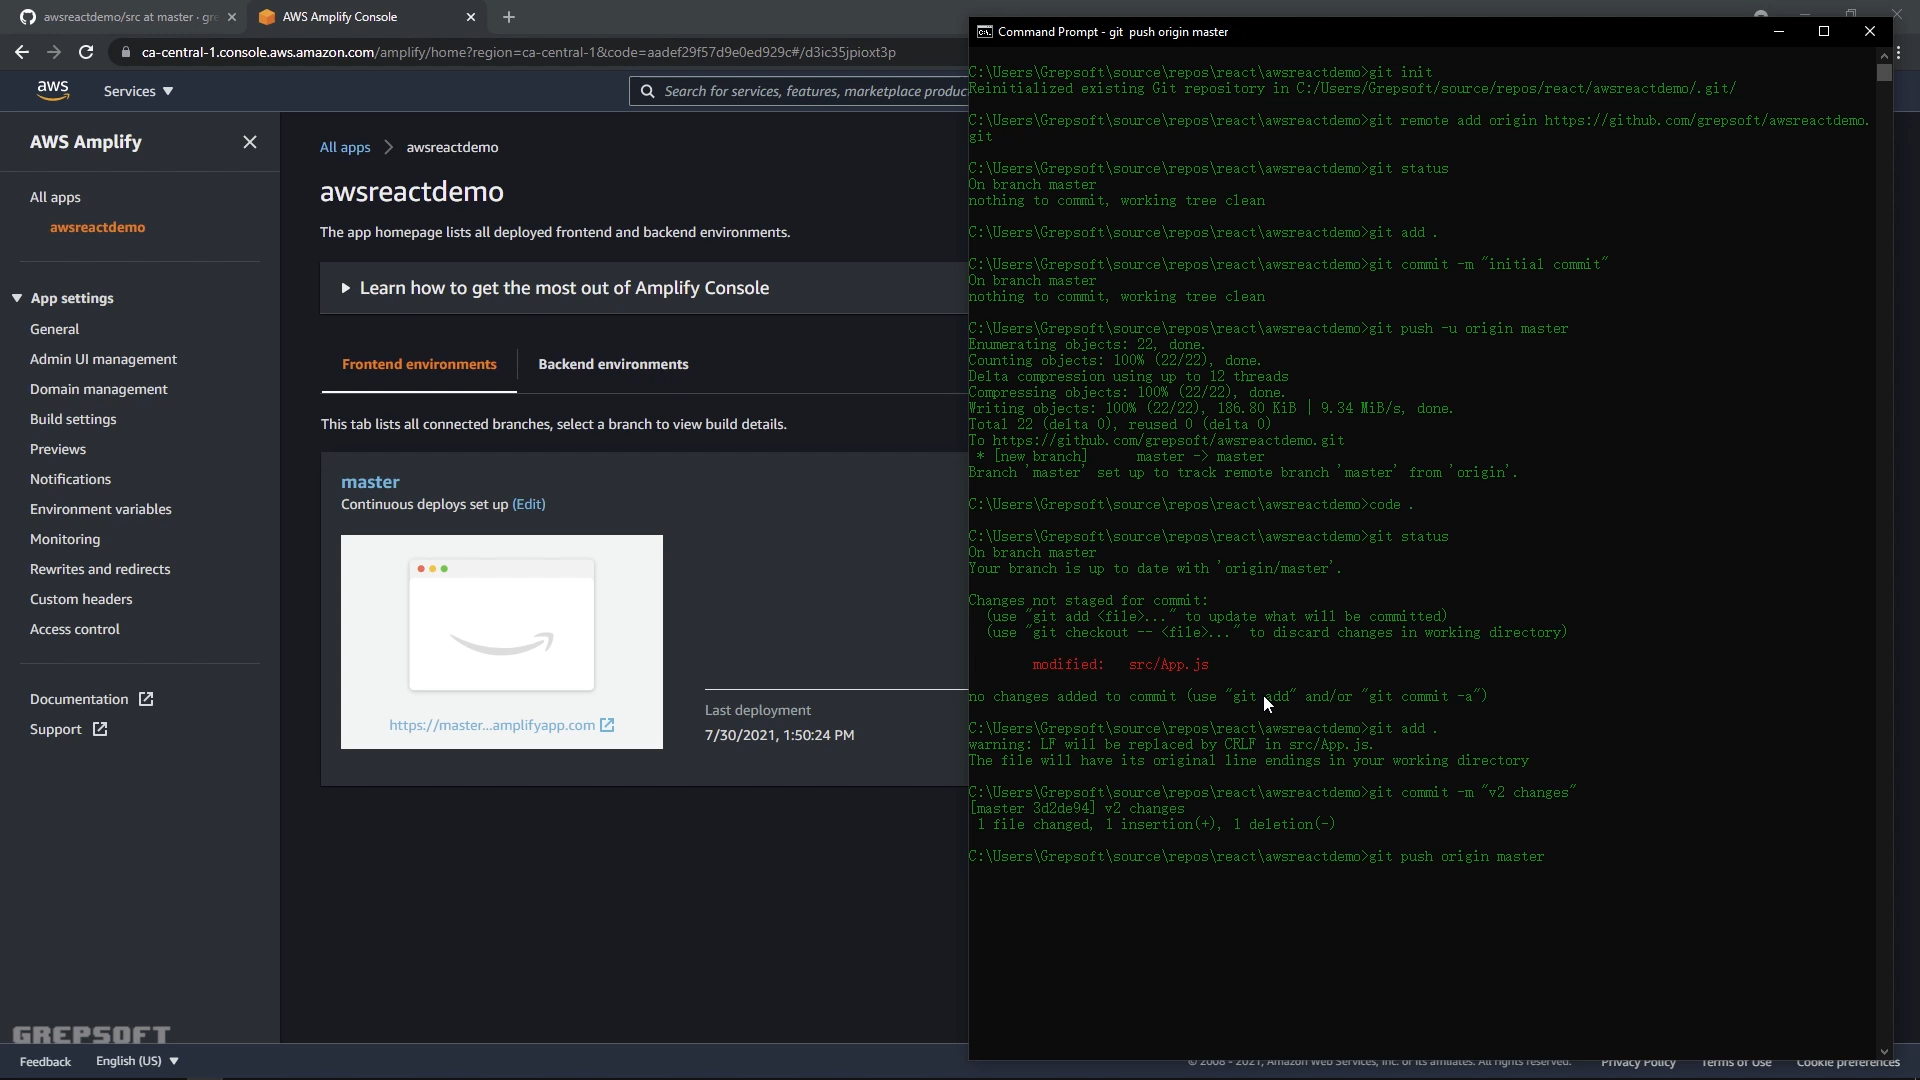 awsreactdemo/src at master · gre
AWS Amplify Console
ca-central-1.console.aws.amazon.com/amplify/home?region=ca-central-1&code=aadef29f57d9e0ed929c#/d3ic35jpioxt3p
aws
Services
Search for services, features, marketplace produc
AWS Amplify
All apps
awsreactdemo
App settings
General
Admin UI management
Domain management
Build settings
Previews
Notifications
Environment variables
Monitoring
Rewrites and redirects
Custom headers
Access control
Documentation
Support
All apps
awsreactdemo
awsreactdemo
The app homepage lists all deployed frontend and backend environments.
Learn how to get the most out of Amplify Console
Frontend environments
Backend environments
This tab lists all connected branches, select a branch to view build details.
master
Continuous deploys set up (Edit)
https://master...amplifyapp.com
Last deployment
7/30/2021, 1:50:24 PM
Command Prompt - git push origin master
C:\Users\Grepsoft\source\repos\react\awsreactdemo>git init
Reinitialized existing Git repository in C:/Users/Grepsoft/source/repos/react/awsreactdemo/.git/
C:\Users\Grepsoft\source\repos\react\awsreactdemo>git remote add origin https://github.com/grepsoft/awsreactdemo.
git
C:\Users\Grepsoft\source\repos\react\awsreactdemo>git status
On branch master
nothing to commit, working tree clean
C:\Users\Grepsoft\source\repos\react\awsreactdemo>git add .
C:\Users\Grepsoft\source\repos\react\awsreactdemo>git commit -m "initial commit"
On branch master
nothing to commit, working tree clean
C:\Users\Grepsoft\source\repos\react\awsreactdemo>git push -u origin master
Enumerating objects: 22, done.
Counting objects: 100% (22/22), done.
Delta compression using up to 12 threads
Compressing objects: 100% (22/22), done.
Writing objects: 100% (22/22), 186.80 KiB | 9.34 MiB/s, done.
Total 22 (delta 0), reused 0 (delta 0)
To https://github.com/grepsoft/awsreactdemo.git
* [new branch]      master -> master
Branch 'master' set up to track remote branch 'master' from 'origin'.
C:\Users\Grepsoft\source\repos\react\awsreactdemo>code .
C:\Users\Grepsoft\source\repos\react\awsreactdemo>git status
On branch master
Your branch is up to date with 'origin/master'.
Changes not staged for commit:
(use "git add <file>..." to update what will be committed)
(use "git checkout -- <file>..." to discard changes in working directory)
modified:   src/App.js
no changes added to commit (use "git add" and/or "git commit -a")
C:\Users\Grepsoft\source\repos\react\awsreactdemo>git add .
warning: LF will be replaced by CRLF in src/App.js.
The file will have its original line endings in your working directory
C:\Users\Grepsoft\source\repos\react\awsreactdemo>git commit -m "v2 changes"
[master 3d2de94] v2 changes
1 file changed, 1 insertion(+), 1 deletion(-)
C:\Users\Grepsoft\source\repos\react\awsreactdemo>git push origin master
GREPSOFT
Feedback
English (US)
© 2008 - 2021, Amazon Web Services, Inc. or its affiliates. All rights reserved.
Privacy Policy
Terms of Use
Cookie preferences